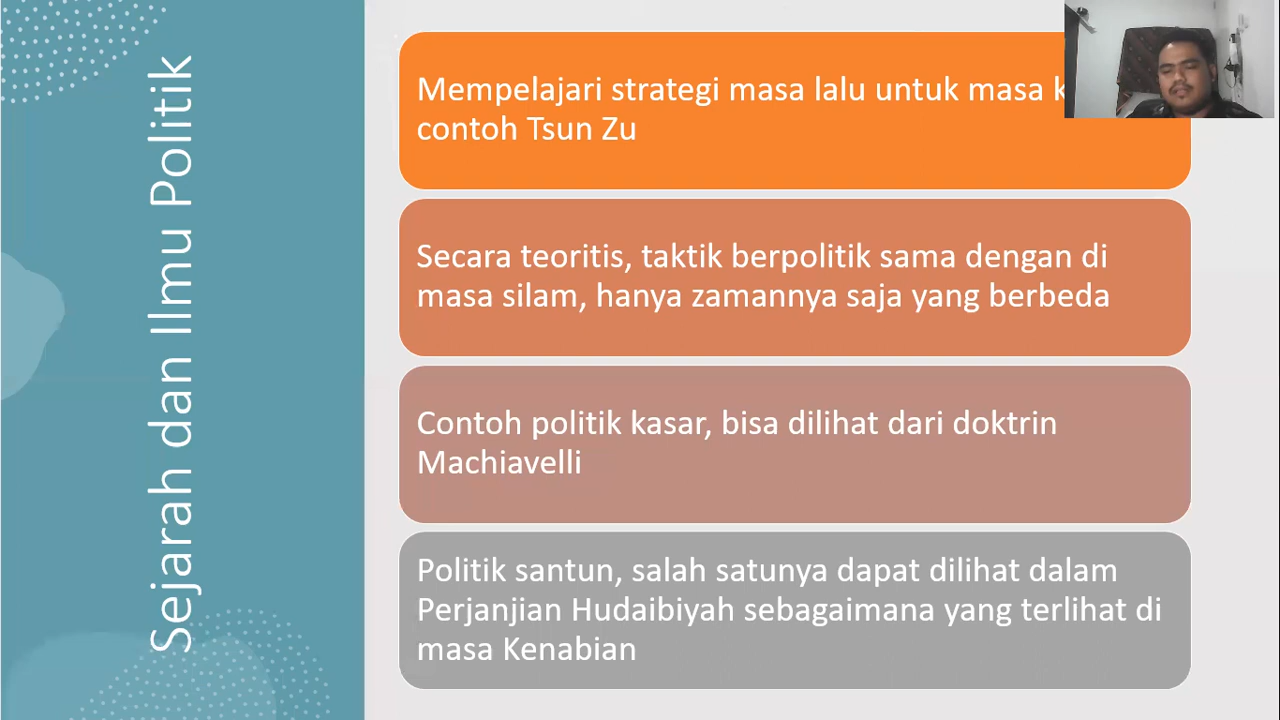 Sejarah dan Ilmu Politik
Mempelajari strategi masa lalu untuk masa
contoh Tsun Zu
Secara teoritis, taktik berpolitik sama dengan di
masa silam, hanya zamannya saja yang berbeda
Contoh politik kasar, bisa dilihat dari doktrin
Machiavelli
Politik santun, salah satunya dapat dilihat dalam
Perjanjian Hudaibiyah sebagaimana yang terlihat di
masa Kenabian